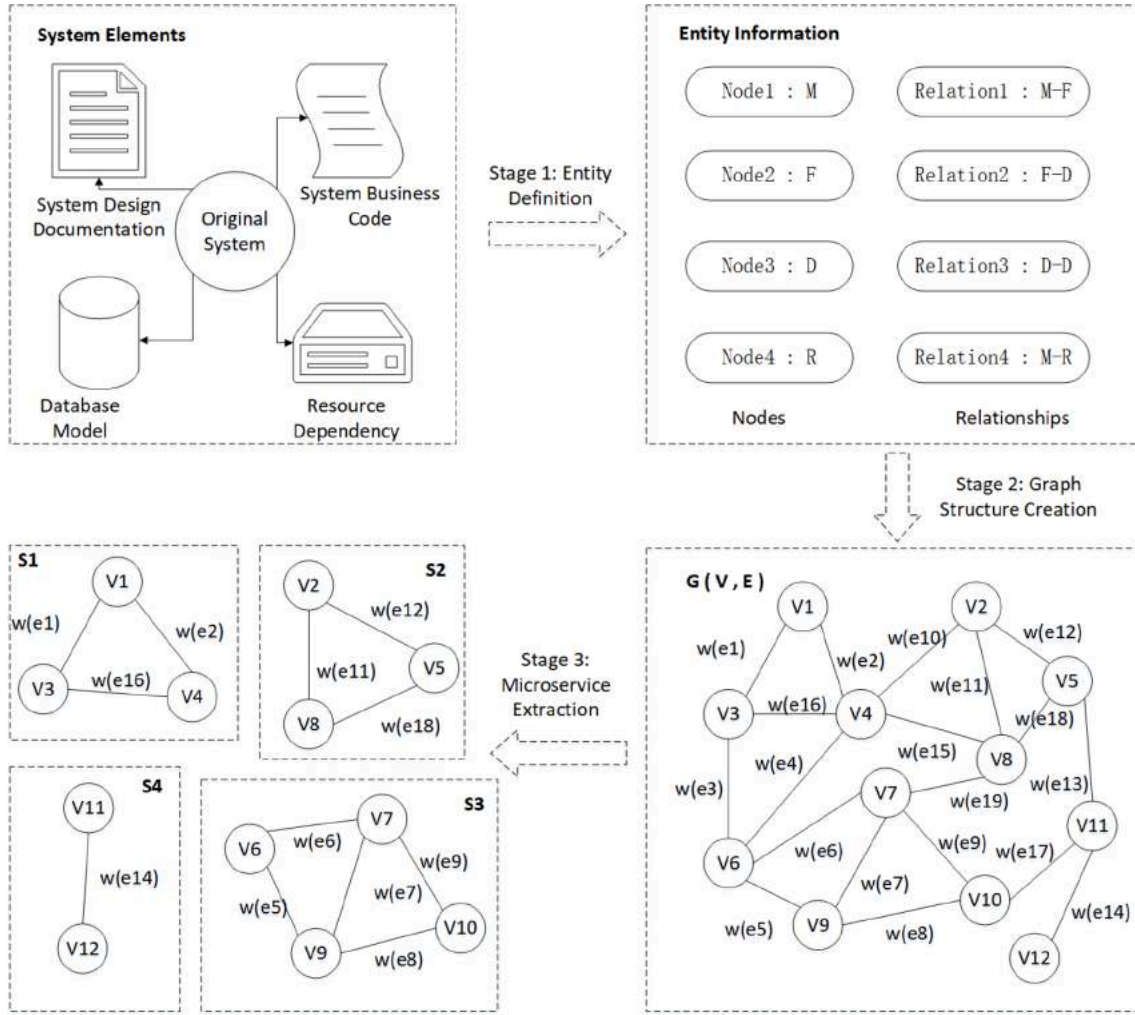 System Elements
System Design
Documentation
System Business
Code
Original
System
Database
Model
Resource
Dependency
Stage 1: Entity
Definition
Entity Information
Node1 : M
Relation1 : M-F
Node2 : F
Relation2 : F-D
Node3 : D
Relation3 : D-D
Node4 : R
Relation4 : M-R
Nodes
Relationships
Stage 2: Graph
Structure Creation
G ( V , E )
V1
V2
w(e1)
w(e2)
w(e10)
w(e12)
w(e11)
V5
V3
w(e16)
V4
w(e18)
w(e15)
V8
w(e3)
w(e4)
w(e13)
V7
w(e19)
V11
V6
w(e6)
w(e9)
w(e17)
w(e7)
V10
w(e5)
V9
w(e8)
w(e14)
V12
Stage 3:
Microservice
Extraction
S1
V1
w(e1)
w(e2)
w(e16)
V3
V4
S2
V2
w(e12)
w(e11)
V5
V8
w(e18)
S4
V11
w(e14)
V12
S3
V7
V6
w(e6)
w(e9)
w(e7)
w(e5)
V10
V9
w(e8)